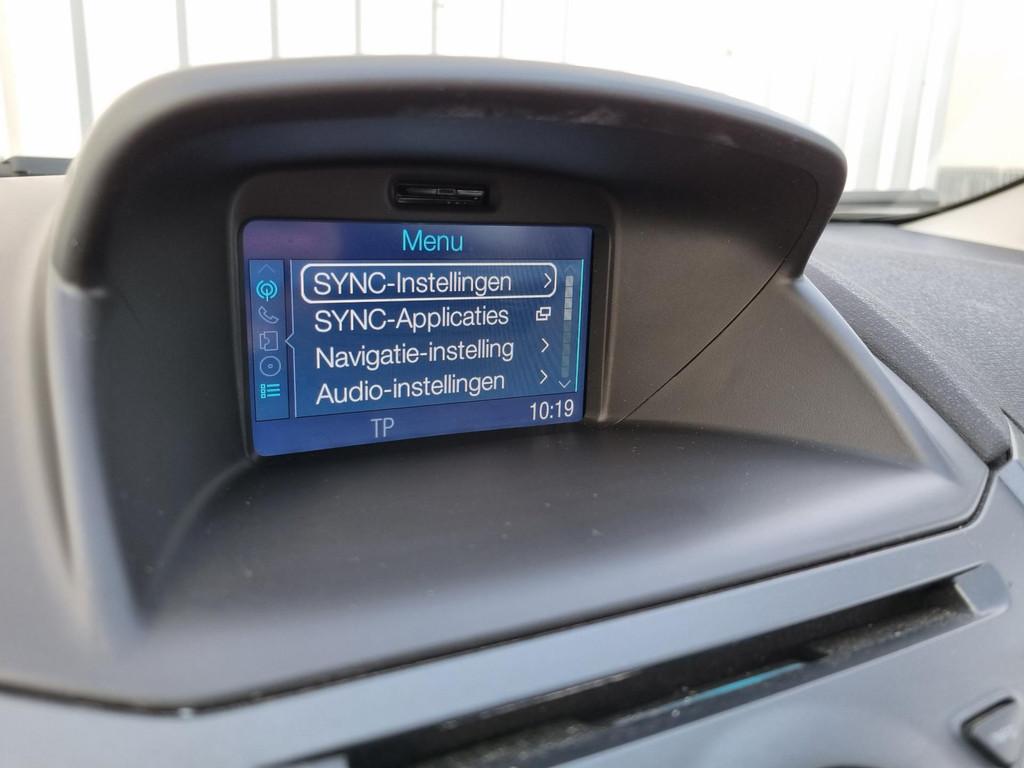 Menu
SYNC-Instellingen
SYNC-Applicaties
Navigatie-instelling
Audio-instellingen
TP
10:19